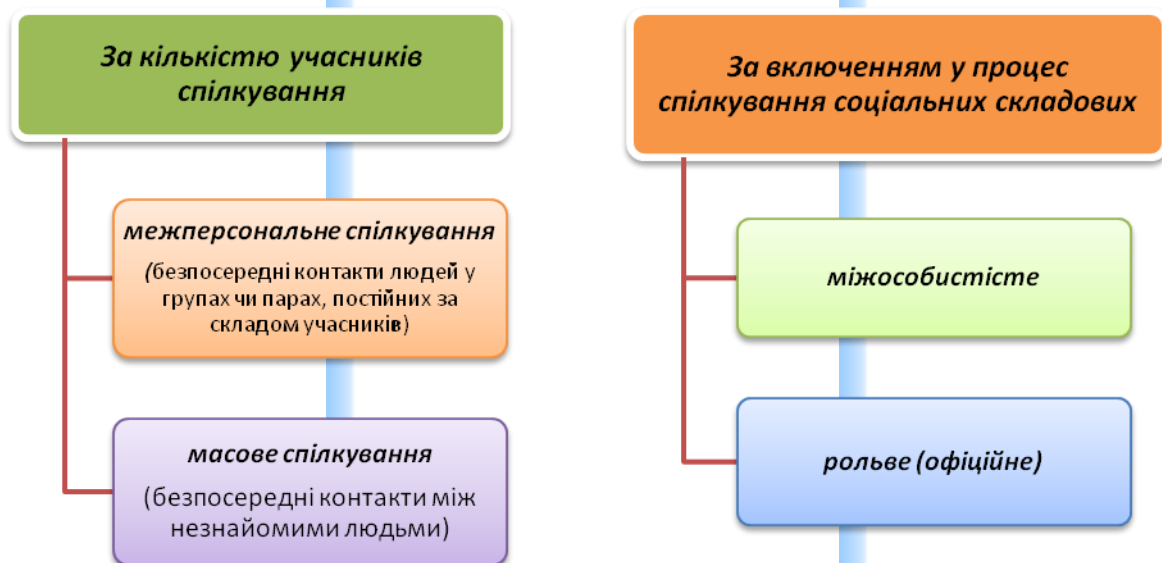 За кількістю учасників
спілкування
межперсональне спілкування
(безпосередні контакти людей у
групах чи парах, постійних за
складом учасників)
масове спілкування
(безпосередні контакти між
незнайомими людьми)
За включенням у процес
спілкування соціальних складових
міжособистісте
рольве (офіційне)